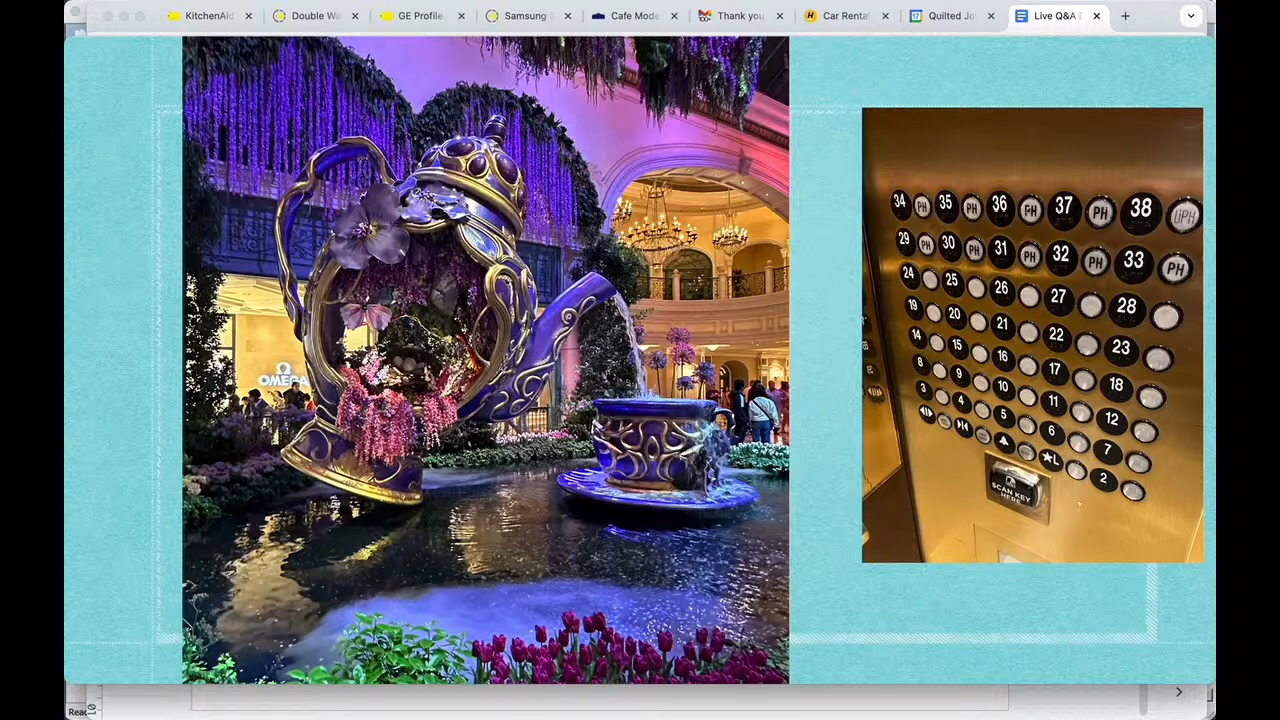 KitchenAid
Double Wa
GE Profile
Samsung
Cafe Mode
Thank you
Car Renta
Quilted Jo
Live Q&A
OMEGA
34 PH 35 PH 36 PH 37 PH 38 UPH
29 PH 30 PH 31 PH 32 PH 33 PH
24 25 26 27 28
19 20 21 22 23
14 15 16 17 18
8 9 10 11 12
3 4 5 6 7
★L 2
SCAN KEY
HERE
Read